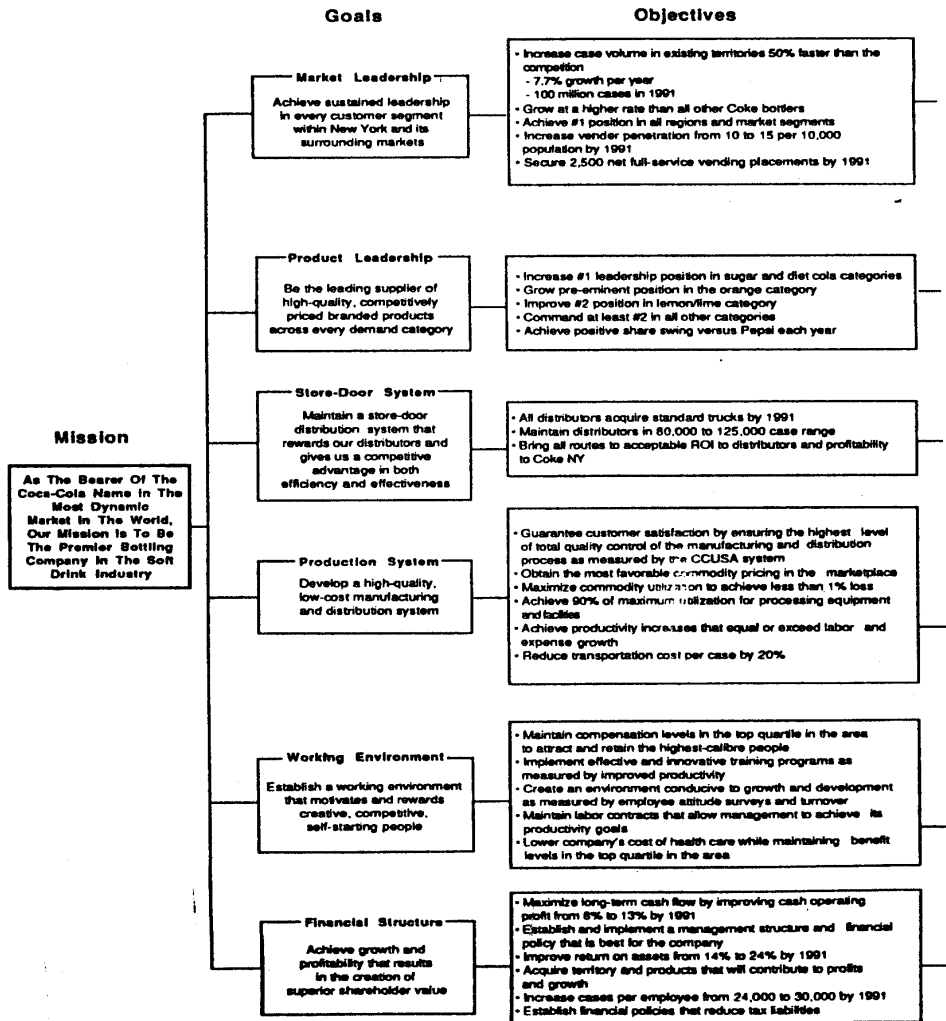 Goals
Objectives
Market Leadership
Achieve sustained leadership
in every customer segment
within New York and its
surrounding markets
• Increase case volume in existing territories 50% faster than the
competition
- 7.7% growth per year
- 100 million cases in 1991
• Grow at a higher rate than all other Coke bottlers
• Achieve #1 position in all regions and market segments
• Increase vender penetration from 10 to 15 per 10,000
population by 1991
• Secure 2,500 net full-service vending placements by 1991
Product Leadership
Be the leading supplier of
high-quality, competitively
priced branded products
across every demand category
• Increase #1 leadership position in sugar and diet cola categories
• Grow pre-eminent position in the orange category
• Improve #2 position in lemon/lime category
• Command at least #2 in all other categories
• Achieve positive share swing versus Pepsi each year
Store-Door System
Maintain a store-door
distribution system that
rewards our distributors and
gives us a competitive
advantage in both
efficiency and effectiveness
• All distributors acquire standard trucks by 1991
• Maintain distributors in 60,000 to 125,000 case range
• Bring all routes to acceptable ROI to distributors and profitability
to Coke NY
Mission
As The Bearer Of The
Coca-Cola Name In The
Most Dynamic
Market In The World,
Our Mission Is To Be
The Premier Bottling
Company In The Soft
Drink Industry
Production System
Develop a high-quality,
low-cost manufacturing
and distribution system
• Guarantee customer satisfaction by ensuring the highest level
of total quality control of the manufacturing and distribution
process as measured by the CCUSA system
• Obtain the most favorable commodity pricing in the marketplace
• Maximize commodity utilization to achieve less than 1% loss
• Achieve 90% of maximum utilization for processing equipment
and facilities
• Achieve productivity increases that equal or exceed labor and
expense growth
• Reduce transportation cost per case by 20%
Working Environment
Establish a working environment
that motivates and rewards
creative, competitive,
self-starting people
• Maintain compensation levels in the top quartile in the area
to attract and retain the highest-calibre people
• Implement effective and innovative training programs as
measured by improved productivity
• Create an environment conducive to growth and development
as measured by employee attitude surveys and turnover
• Maintain labor contracts that allow management to achieve its
productivity goals
• Lower company's cost of health care while maintaining benefit
levels in the top quartile in the area
Financial Structure
Achieve growth and
profitability that results
in the creation of
superior shareholder value
• Maximize long-term cash flow by improving cash operating
profit from 6% to 13% by 1991
• Establish and implement a management structure and financial
policy that is best for the company
• Improve return on assets from 14% to 24% by 1991
• Acquire territory and products that will contribute to profits
and growth
• Increase cases per employee from 24,000 to 30,000 by 1991
• Establish financial policies that reduce tax liabilities